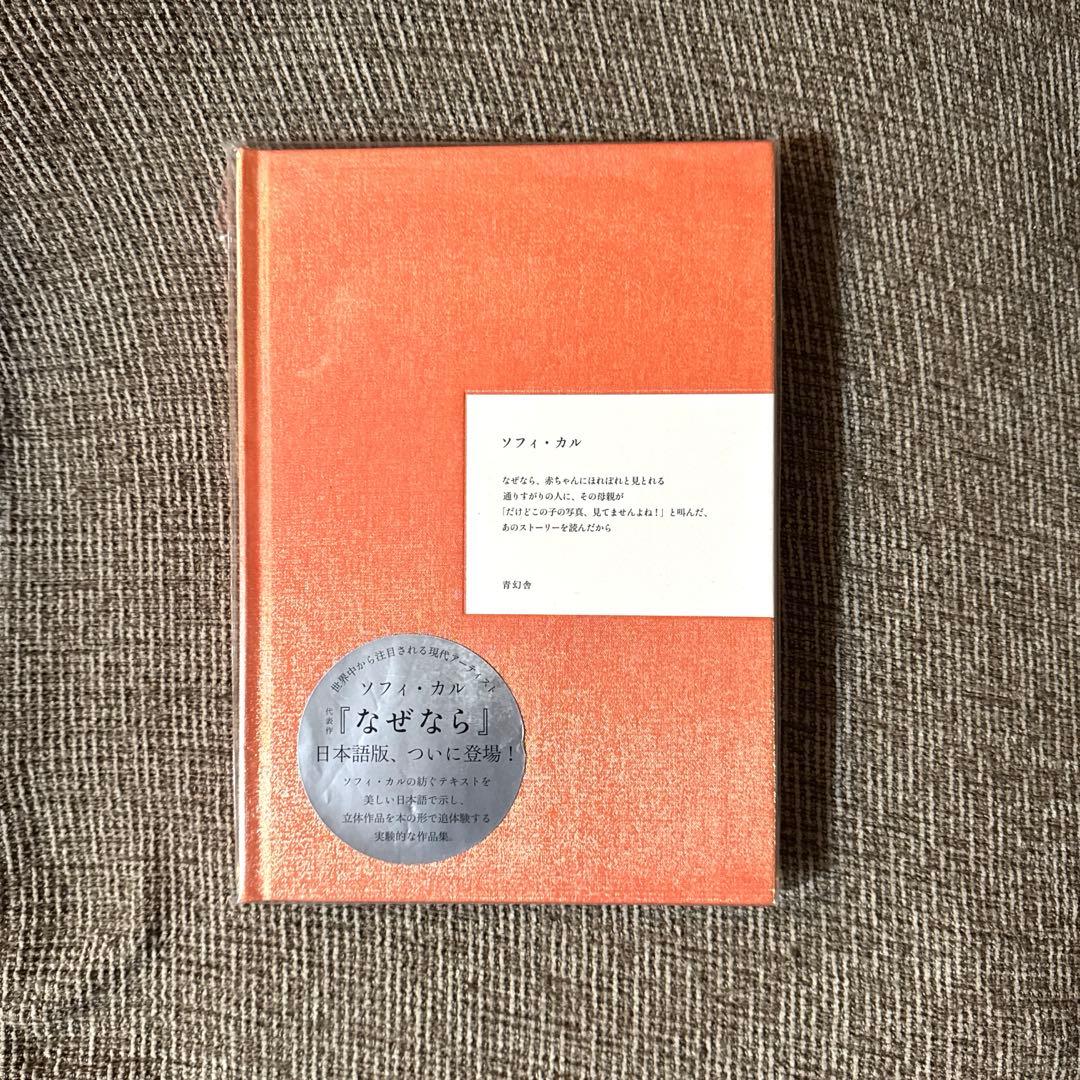 ソフィ・カル
なぜなら、赤ちゃんにほれぼれと見とれる
通りすがりの人に、その母親が
「だけどこの子の写真、見てませんよね！」と叫んだ、
あのストーリーを読んだから
青幻舎
世界中から注目される現代アーティスト
ソフィ・カル
代表作
『なぜなら』
日本語版、ついに登場！
ソフィ・カルの紡ぐテキストを
美しい日本語で示し、
立体作品を本の形で追体験する
実験的な作品集。